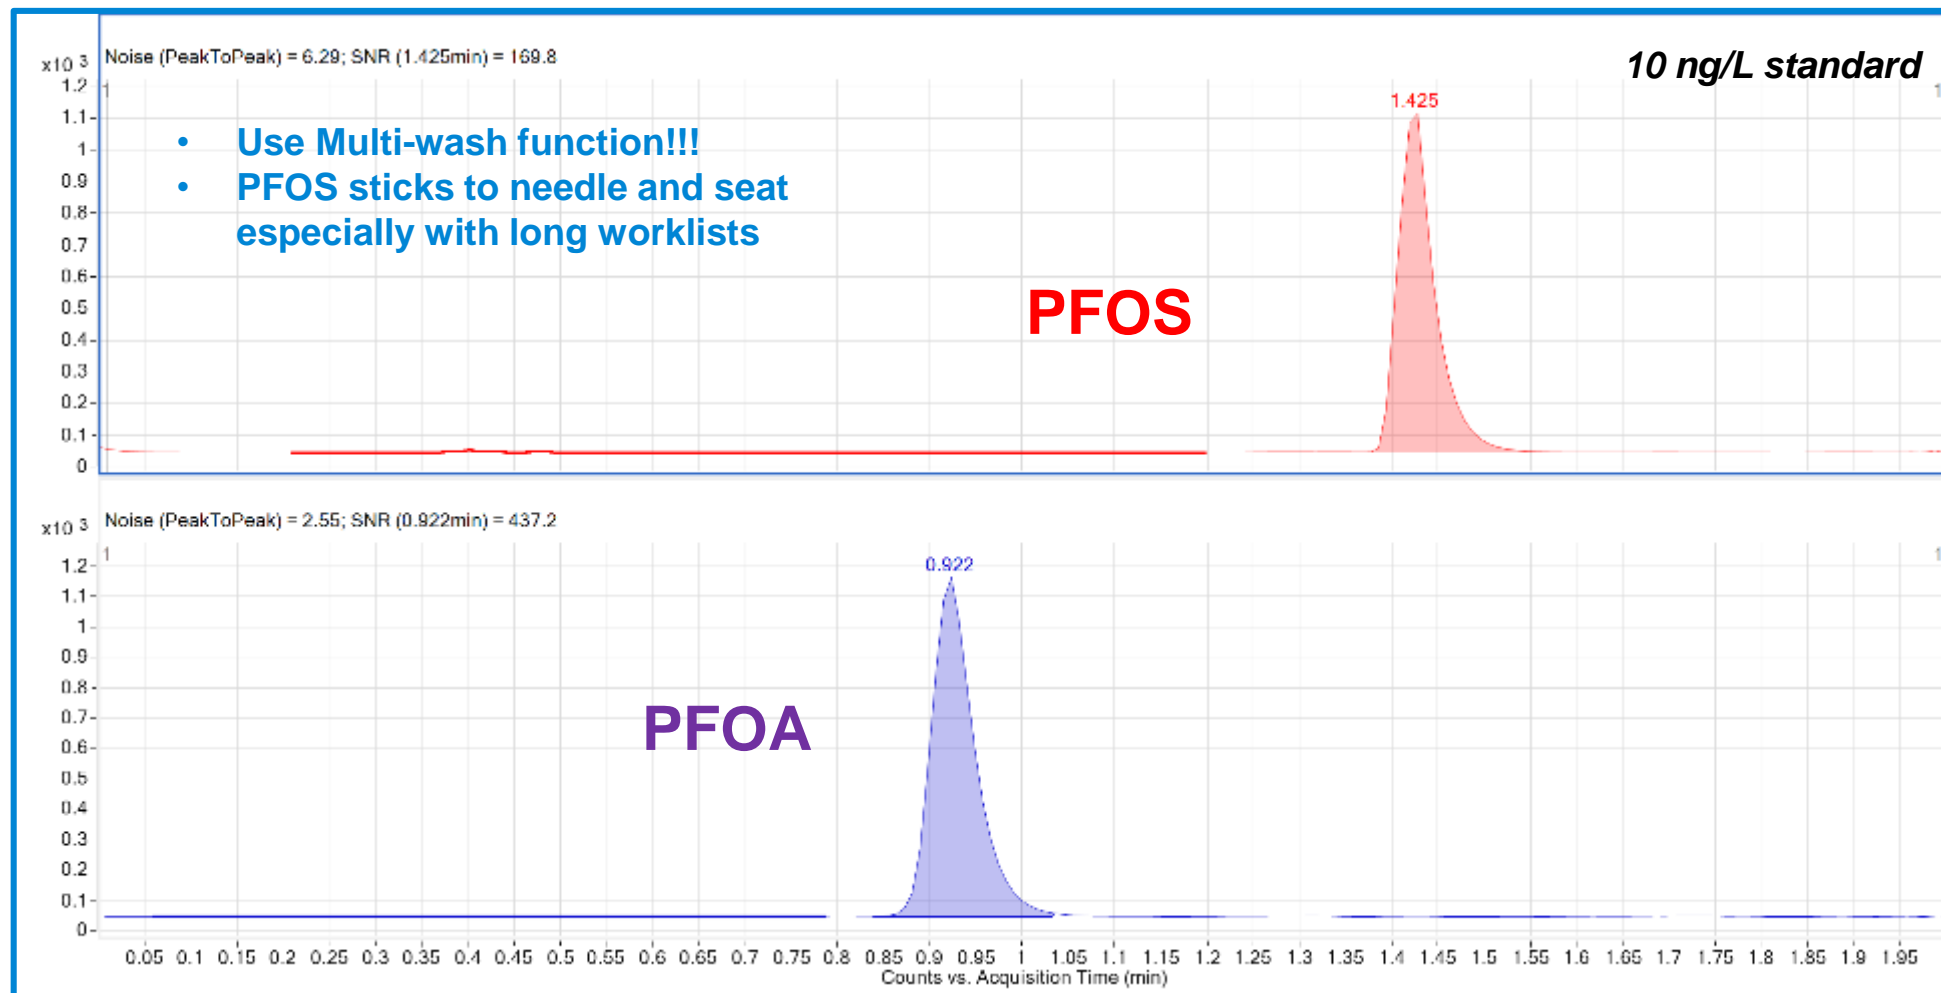 Noise (PeakToPeak) = 6.29; SNR (1.425min) = 169.8
10 ng/L standard
x10 3
1.2
1.1
1
0.9
0.8
0.7
0.6
0.5
0.4
0.3
0.2
0.1
0
1
1
1.425
• Use Multi-wash function!!!
• PFOS sticks to needle and seat
especially with long worklists
PFOS
Noise (PeakToPeak) = 2.55; SNR (0.922min) = 437.2
x10 3
1.2
1.1
1
0.9
0.8
0.7
0.6
0.5
0.4
0.3
0.2
0.1
0
1
1
0.922
PFOA
0.05 0.1 0.15 0.2 0.25 0.3 0.35 0.4 0.45 0.5 0.55 0.6 0.65 0.7 0.75 0.8 0.85 0.9 0.95 1 1.05 1.1 1.15 1.2 1.25 1.3 1.35 1.4 1.45 1.5 1.55 1.6 1.65 1.7 1.75 1.8 1.85 1.9 1.95
Counts vs. Acquisition Time (min)